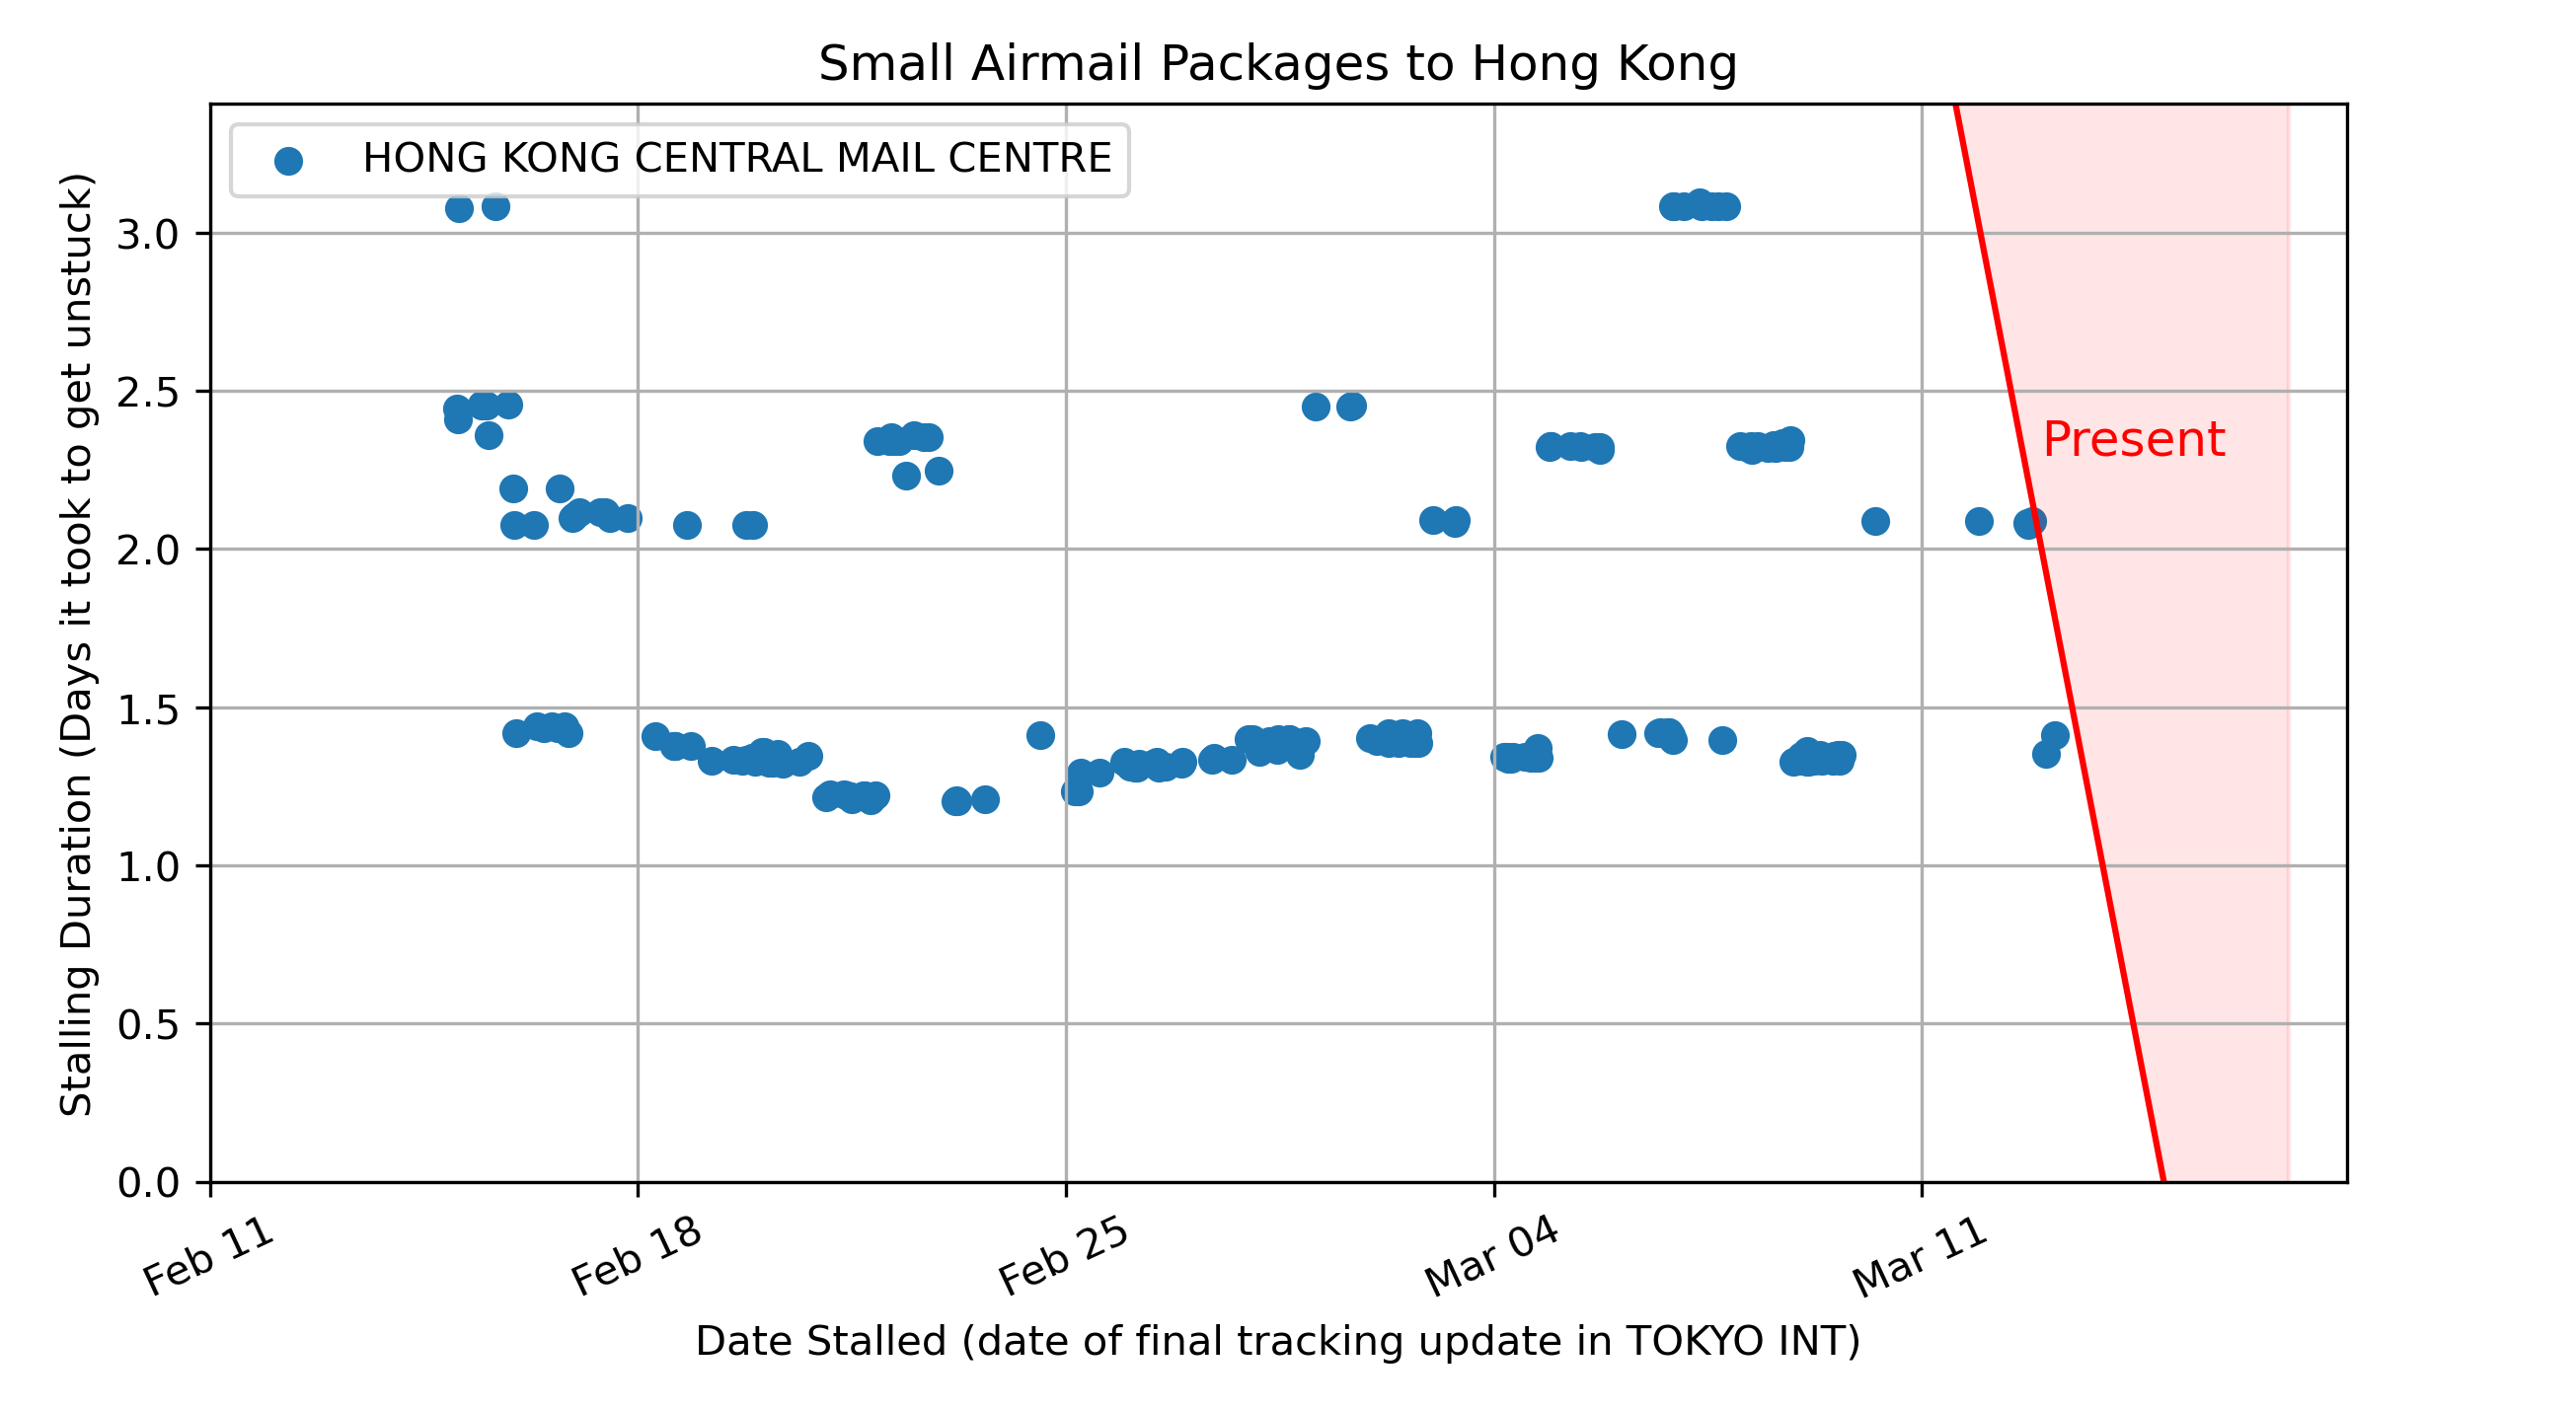 Small Airmail Packages to Hong Kong
HONG KONG CENTRAL MAIL CENTRE
Stalling Duration (Days it took to get unstuck)
3.0
2.5
2.0
1.5
1.0
0.5
0.0
Present
Feb 11
Feb 18
Feb 25
Mar 04
Mar 11
Date Stalled (date of final tracking update in TOKYO INT)